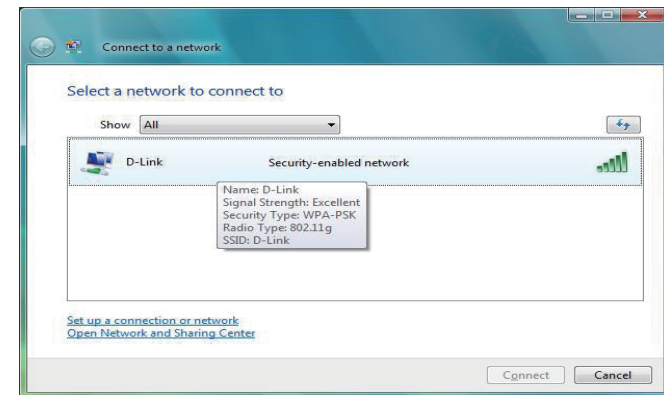 Connect to a network
Select a network to connect to
Show All
D-Link Security-enabled network
Name: D-Link
Signal Strength: Excellent
Security Type: WPA-PSK
Radio Type: 802.11g
SSID: D-Link
Set up a connection or network
Open Network and Sharing Center
Connect Cancel